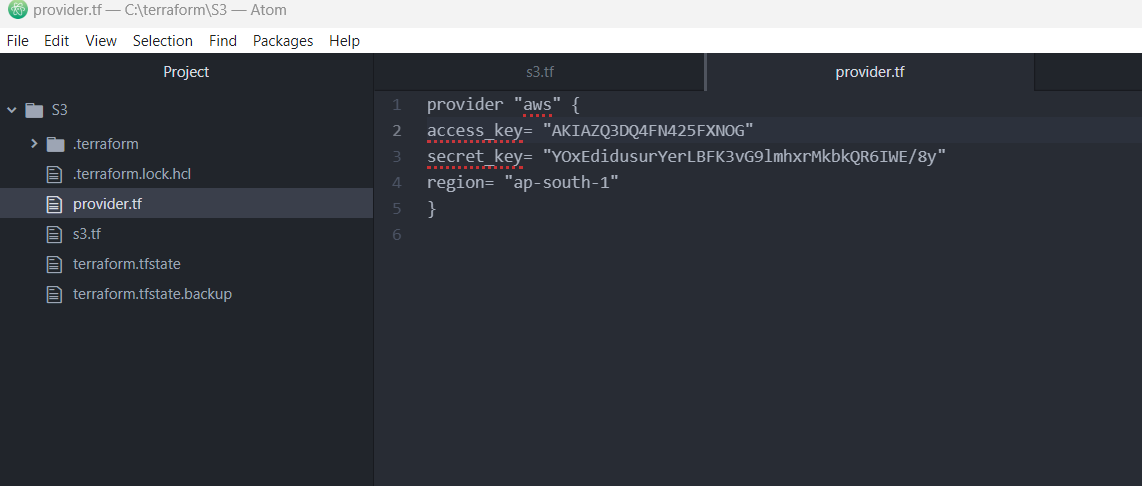 provider.tf — C:\terraform\S3 — Atom
File Edit View Selection Find Packages Help
Project
S3
.terraform
.terraform.lock.hcl
provider.tf
s3.tf
terraform.tfstate
terraform.tfstate.backup
s3.tf provider.tf
1 provider "aws" {
2 access_key= "AKIAZQ3DQ4FN425FXNOG"
3 secret_key= "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"
4 region= "ap-south-1"
5 }
6